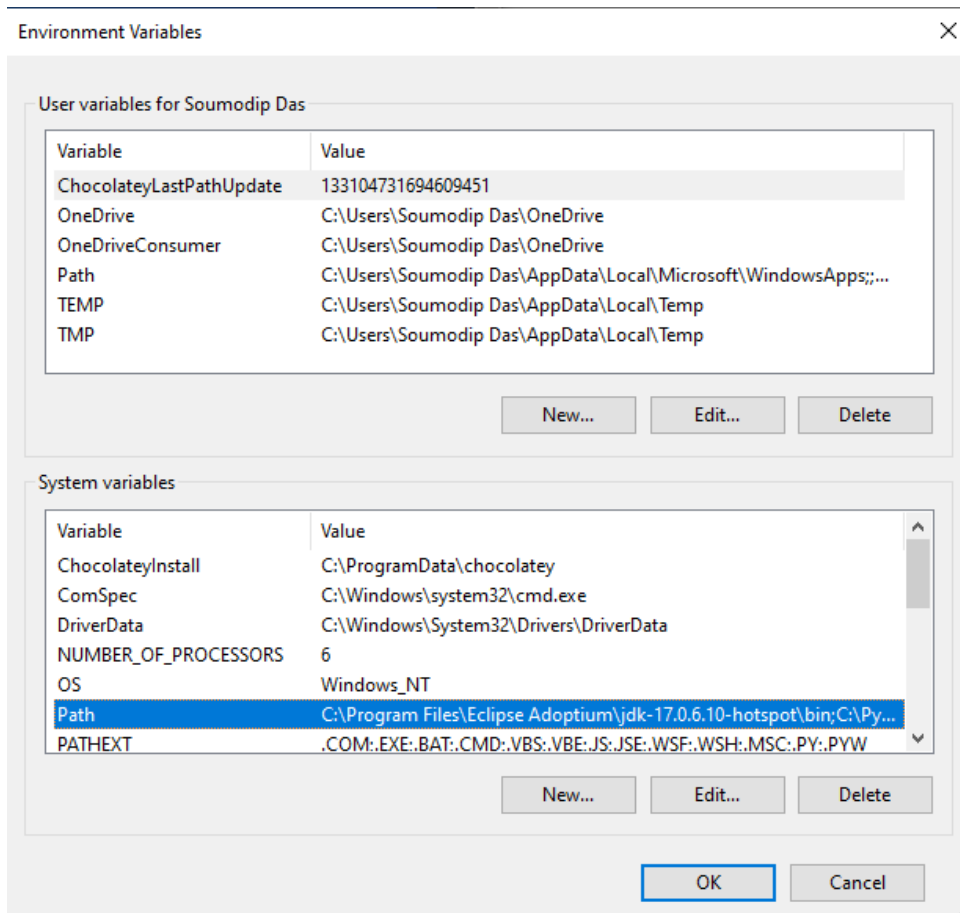 Environment Variables
User variables for Soumodip Das
Variable Value
ChocolateyLastPathUpdate 133104731694609451
OneDrive C:\Users\Soumodip Das\OneDrive
OneDriveConsumer C:\Users\Soumodip Das\OneDrive
Path C:\Users\Soumodip Das\AppData\Local\Microsoft\WindowsApps;;...
TEMP C:\Users\Soumodip Das\AppData\Local\Temp
TMP C:\Users\Soumodip Das\AppData\Local\Temp
New... Edit... Delete
System variables
Variable Value
ChocolateyInstall C:\ProgramData\chocolatey
ComSpec C:\Windows\system32\cmd.exe
DriverData C:\Windows\System32\Drivers\DriverData
NUMBER_OF_PROCESSORS 6
OS Windows_NT
Path C:\Program Files\Eclipse Adoptium\jdk-17.0.6.10-hotspot\bin;C:\Py...
PATHEXT .COM;.EXE;.BAT;.CMD;.VBS;.VBE;.JS;.JSE;.WSF;.WSH;.MSC;.PY;.PYW
New... Edit... Delete
OK Cancel